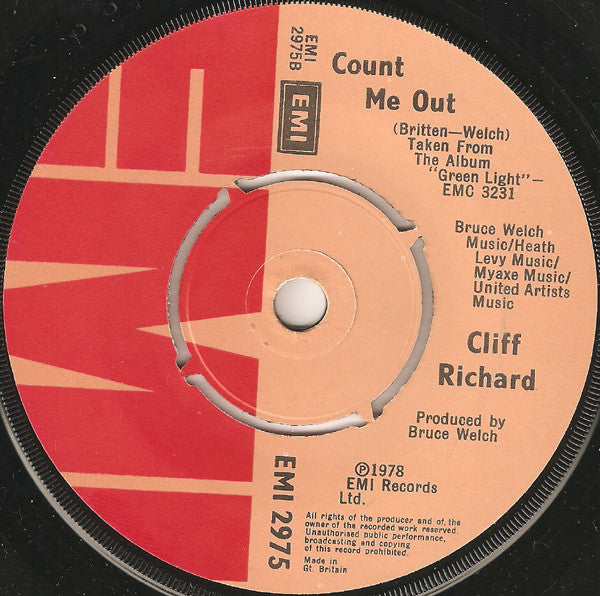 EMI
2975B
EMI
Count
Me Out
(Britten—Welch)
Taken From
The Album
"Green Light"—
EMC 3231
Bruce Welch
Music/Heath
Levy Music/
Myaxe Music/
United Artists
Music
Cliff
Richard
Produced by
Bruce Welch
Ⓟ1978
EMI Records
Ltd.
EMI 2975
All rights of the producer and of the
owner of the recorded work reserved.
Unauthorised public performance,
broadcasting and copying
of this record prohibited.
Made in
Gt. Britain
EMI